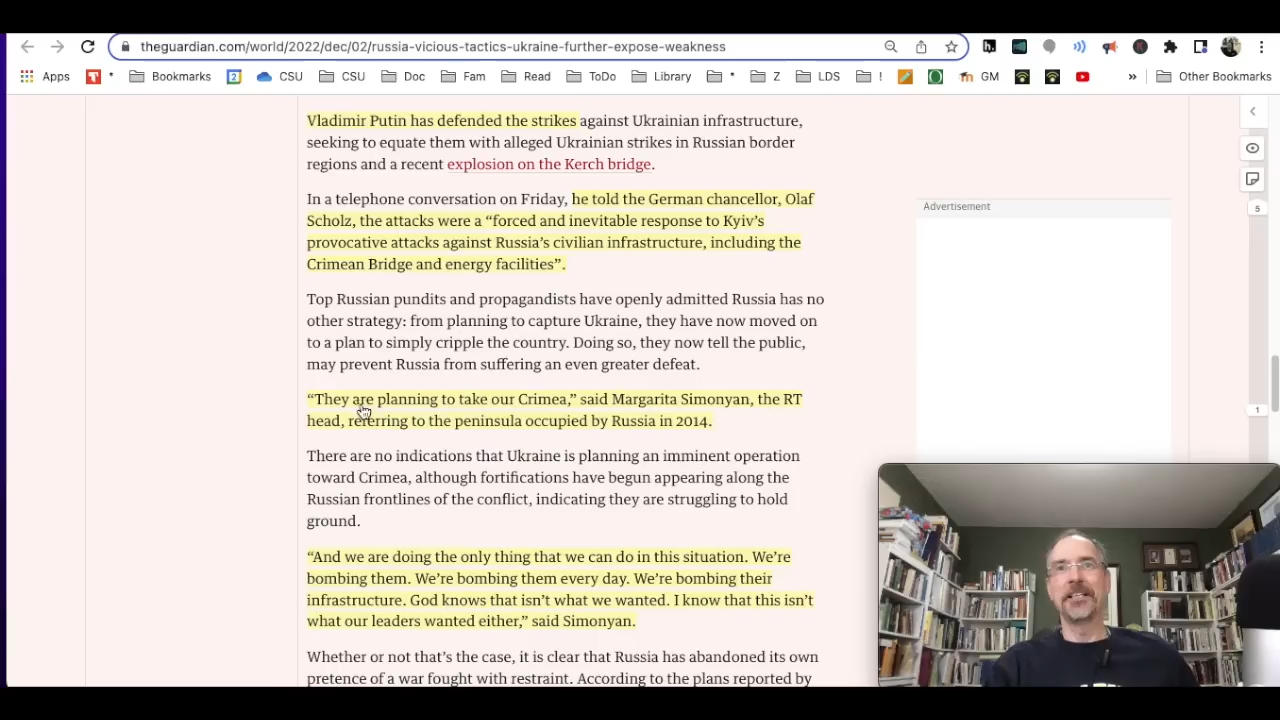 theguardian.com/world/2022/dec/02/russia-vicious-tactics-ukraine-further-expose-weakness
Apps
*
Bookmarks
2
CSU
CSU
Doc
Fam
Read
ToDo
Library
*
Z
LDS
!
GM
»
Other Bookmarks
Vladimir Putin has defended the strikes against Ukrainian infrastructure,
seeking to equate them with alleged Ukrainian strikes in Russian border
regions and a recent explosion on the Kerch bridge.
In a telephone conversation on Friday, he told the German chancellor, Olaf
Scholz, the attacks were a “forced and inevitable response to Kyiv’s
provocative attacks against Russia’s civilian infrastructure, including the
Crimean Bridge and energy facilities”.
Top Russian pundits and propagandists have openly admitted Russia has no
other strategy: from planning to capture Ukraine, they have now moved on
to a plan to simply cripple the country. Doing so, they now tell the public,
may prevent Russia from suffering an even greater defeat.
“They are planning to take our Crimea,” said Margarita Simonyan, the RT
head, referring to the peninsula occupied by Russia in 2014.
There are no indications that Ukraine is planning an imminent operation
toward Crimea, although fortifications have begun appearing along the
Russian frontlines of the conflict, indicating they are struggling to hold
ground.
“And we are doing the only thing that we can do in this situation. We’re
bombing them. We’re bombing them every day. We’re bombing their
infrastructure. God knows that isn’t what we wanted. I know that this isn’t
what our leaders wanted either,” said Simonyan.
Whether or not that’s the case, it is clear that Russia has abandoned its own
pretence of a war fought with restraint. According to the plans reported by
Advertisement
5
1